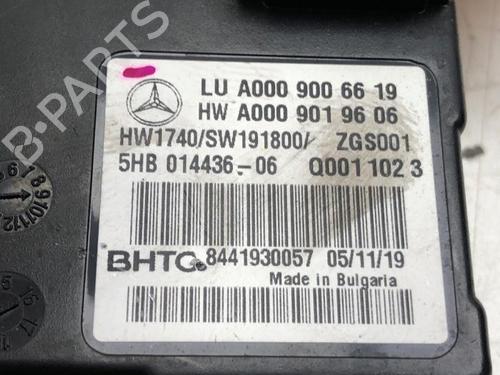 B-PARTS
LU A000 900 66 19
HW A000 901 96 06
HW1740/SW191800/ ZGS001
5HB 014436-06 Q001 102 3
BHTC 8441930057 05/11/19
Made in Bulgaria